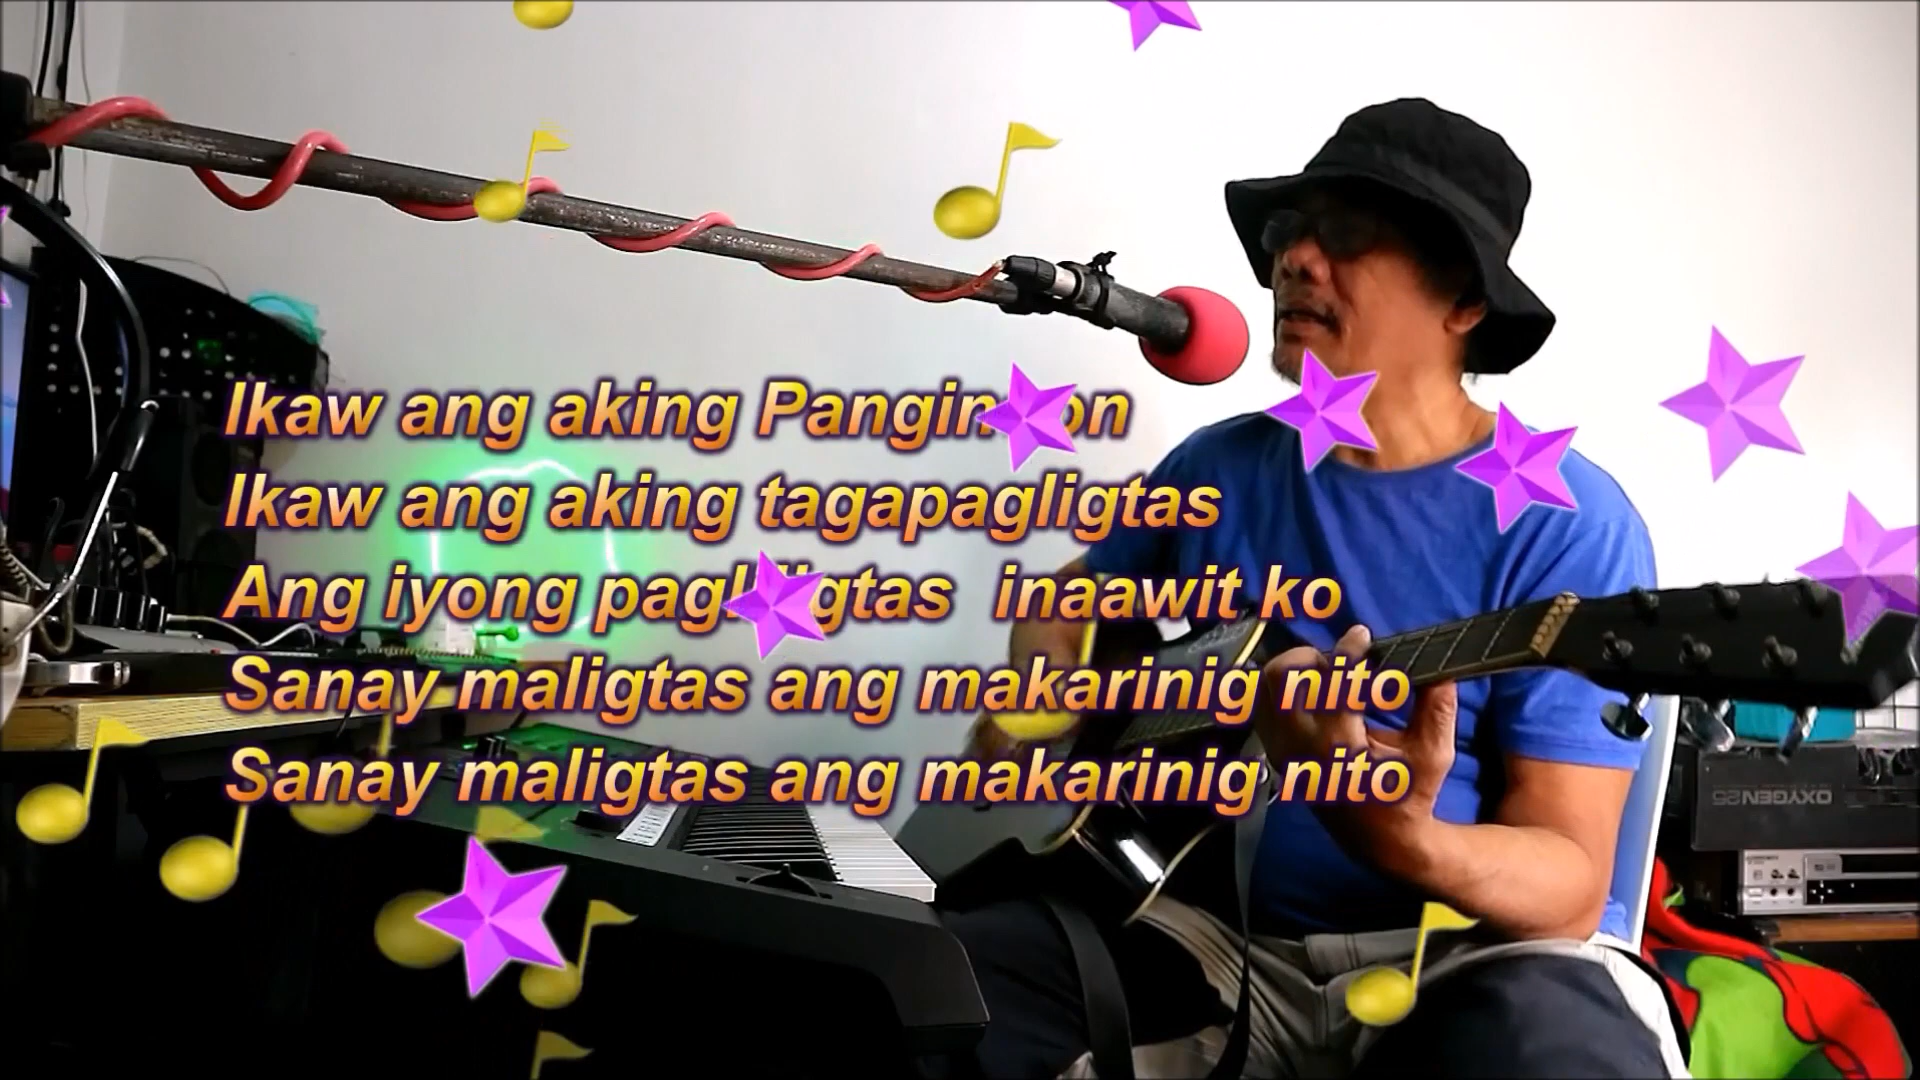 Ikaw ang aking
Ikaw ang aking tagapagligtas
Ang iyong inaawit ko
Sanay maligtas ang makarinig nito
Sanay maligtas ang makarinig nito
OXYGEN25